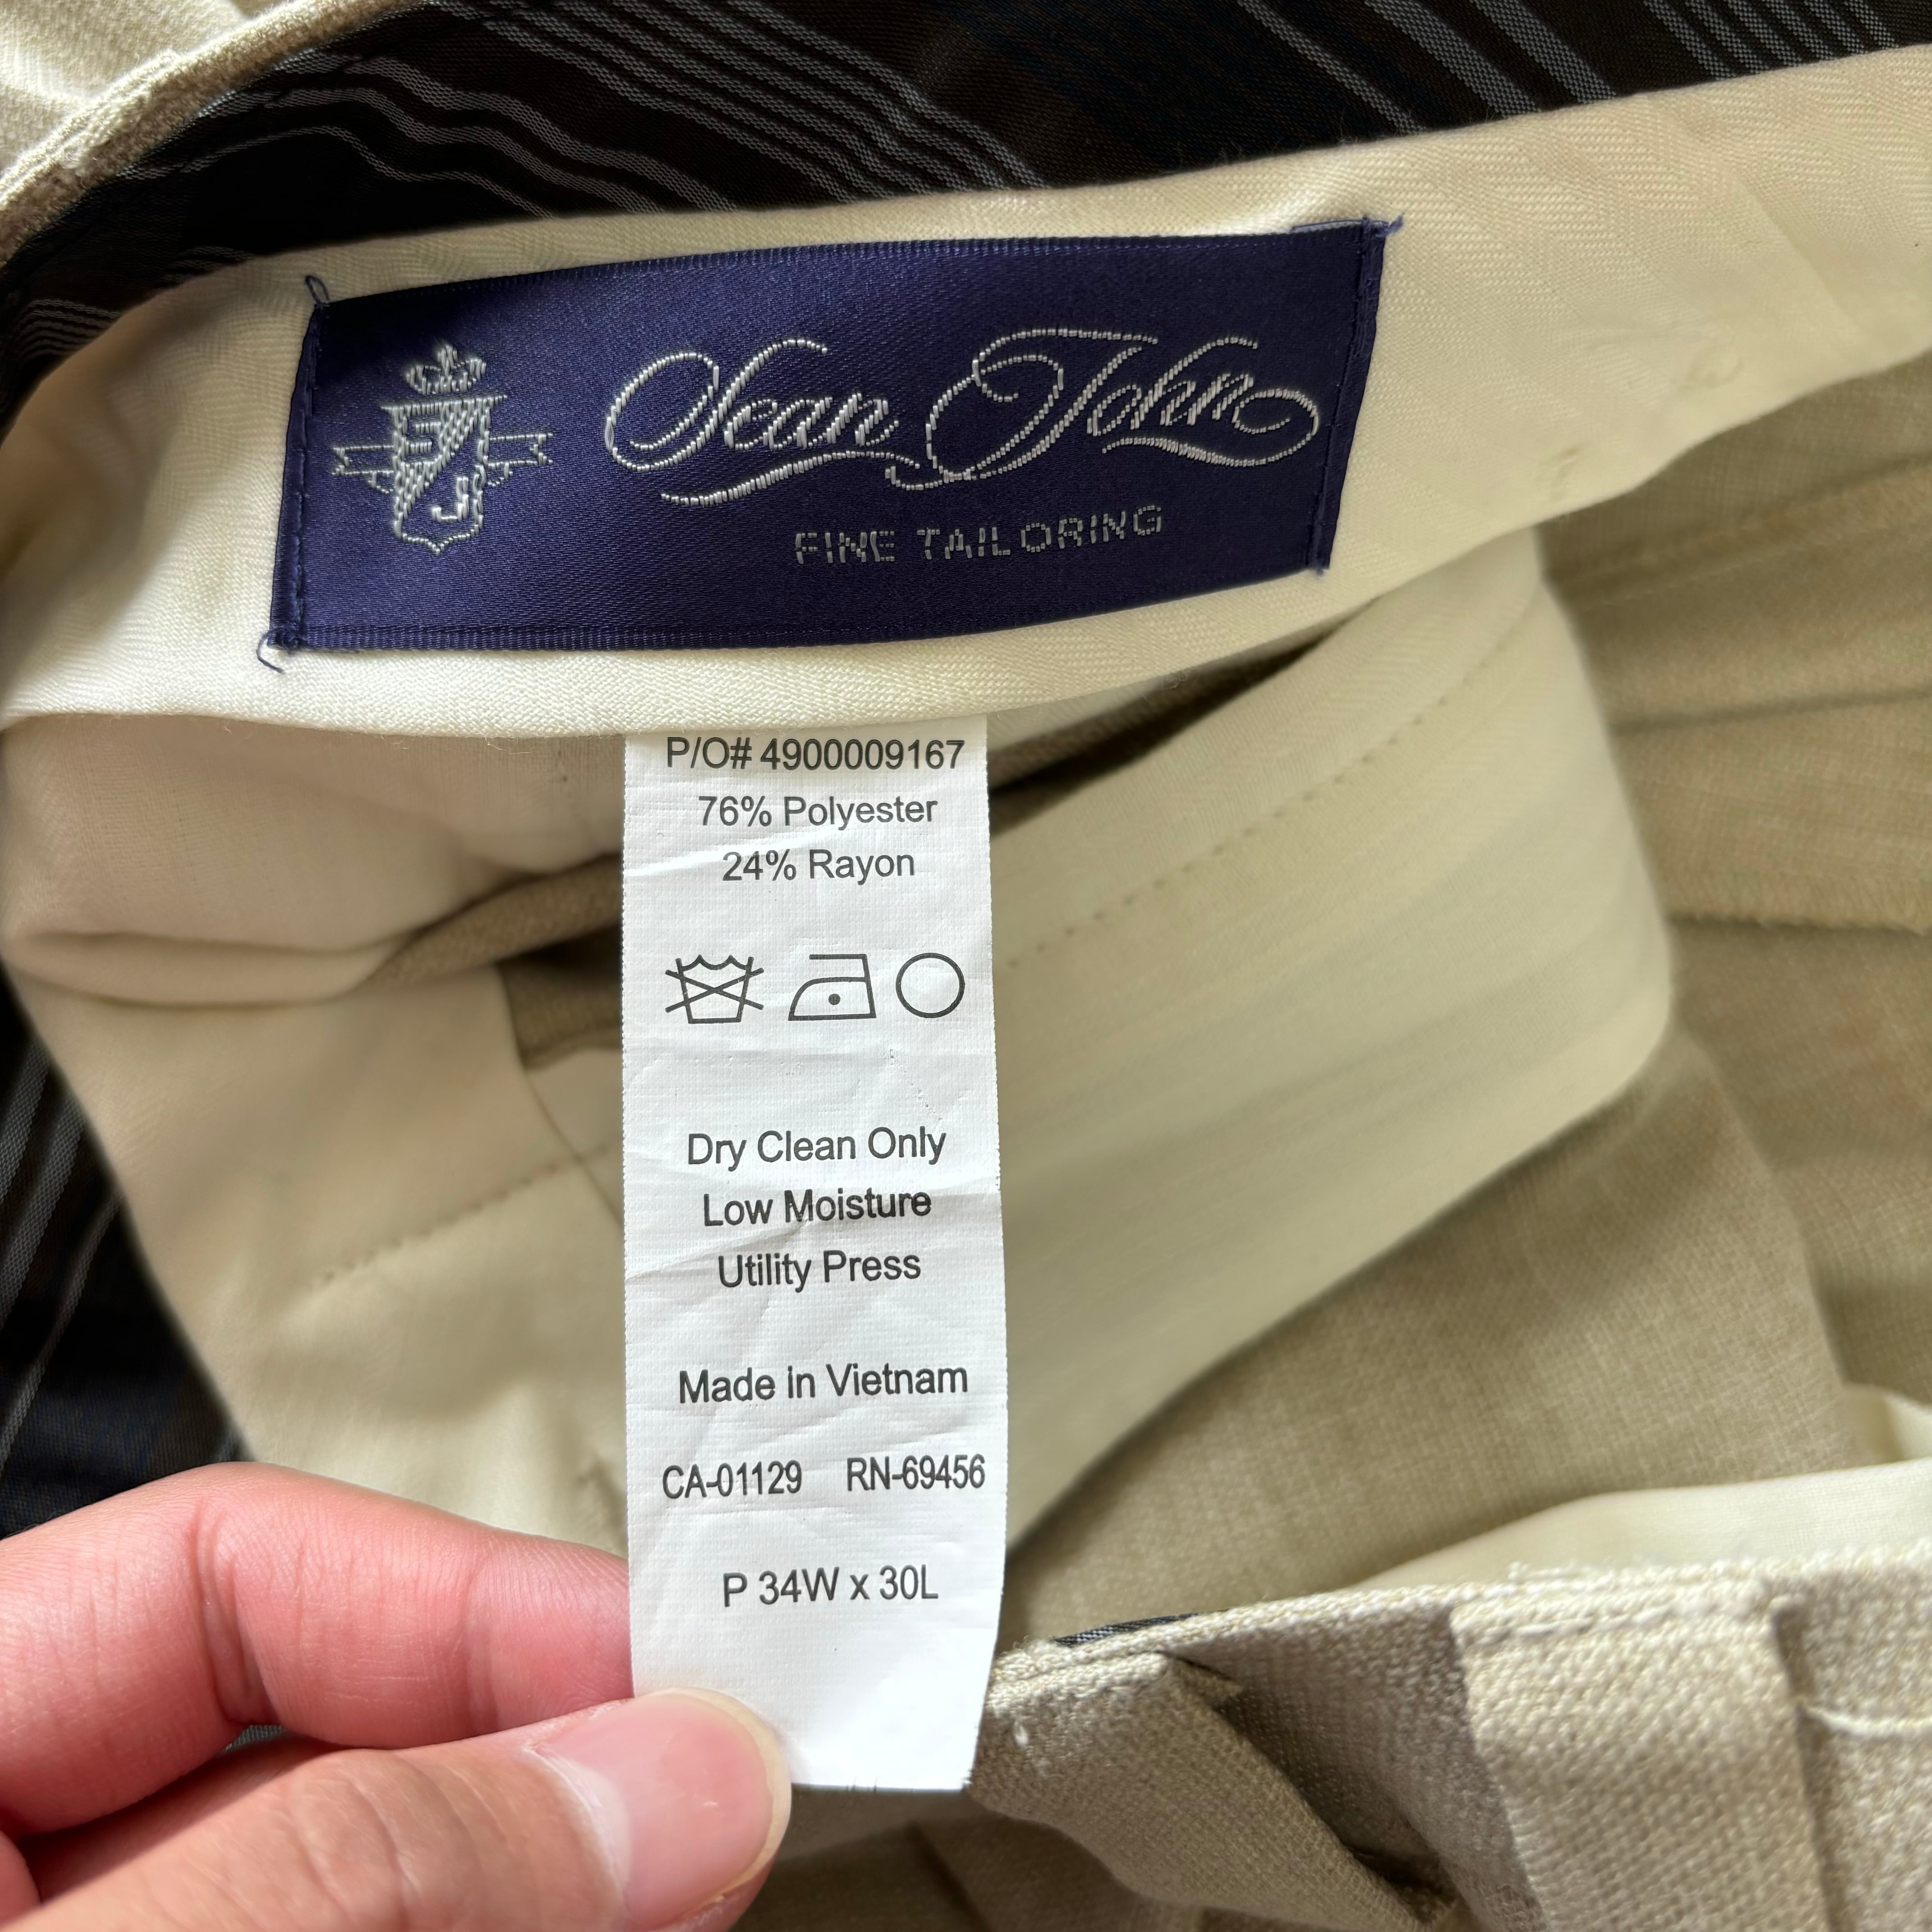 SJ
Sean John
FINE TAILORING
P/O# 4900009167
76% Polyester
24% Rayon
Dry Clean Only
Low Moisture
Utility Press
Made in Vietnam
CA-01129 RN-69456
P 34W x 30L